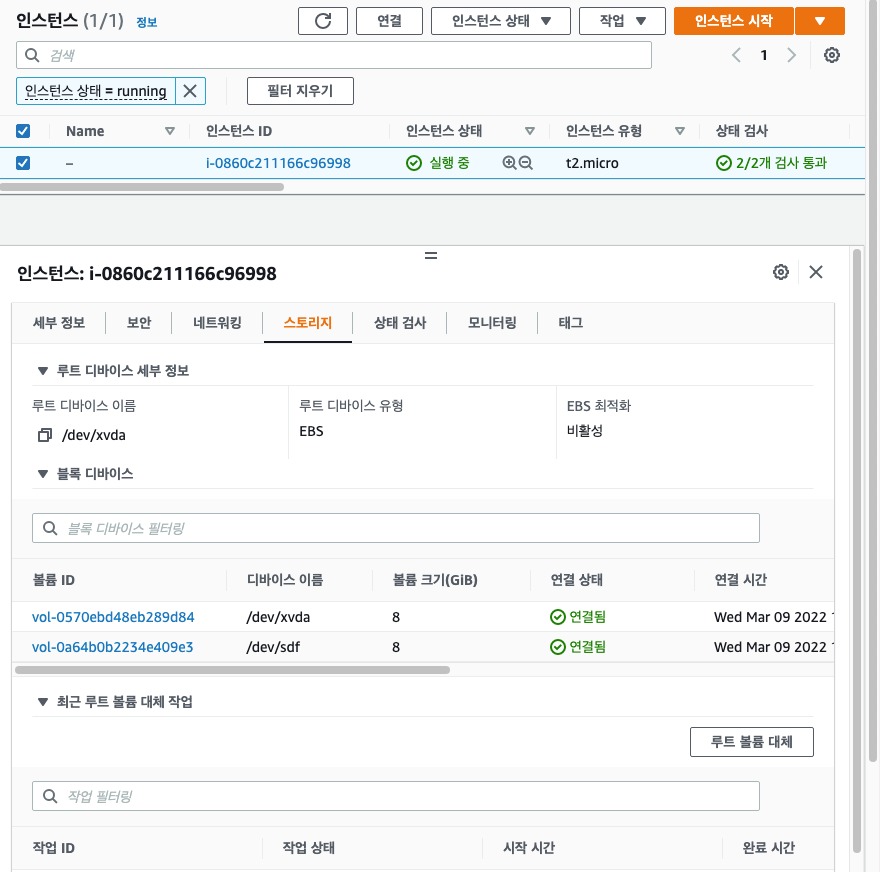 인스턴스 (1/1) 정보 연결 인스턴스 상태 작업 인스턴스 시작
검색 1
인스턴스 상태 = running 필터 지우기
Name 인스턴스 ID 인스턴스 상태 인스턴스 유형 상태 검사
– i-0860c211166c96998 실행 중 t2.micro 2/2개 검사 통과
인스턴스: i-0860c211166c96998
세부 정보 보안 네트워킹 스토리지 상태 검사 모니터링 태그
루트 디바이스 세부 정보
루트 디바이스 이름 루트 디바이스 유형 EBS 최적화
/dev/xvda EBS 비활성
블록 디바이스
블록 디바이스 필터링
볼륨 ID 디바이스 이름 볼륨 크기(GiB) 연결 상태 연결 시간
vol-0570ebd48eb289d84 /dev/xvda 8 연결됨 Wed Mar 09 2022
vol-0a64b0b2234e409e3 /dev/sdf 8 연결됨 Wed Mar 09 2022
최근 루트 볼륨 대체 작업
루트 볼륨 대체
작업 필터링
작업 ID 작업 상태 시작 시간 완료 시간